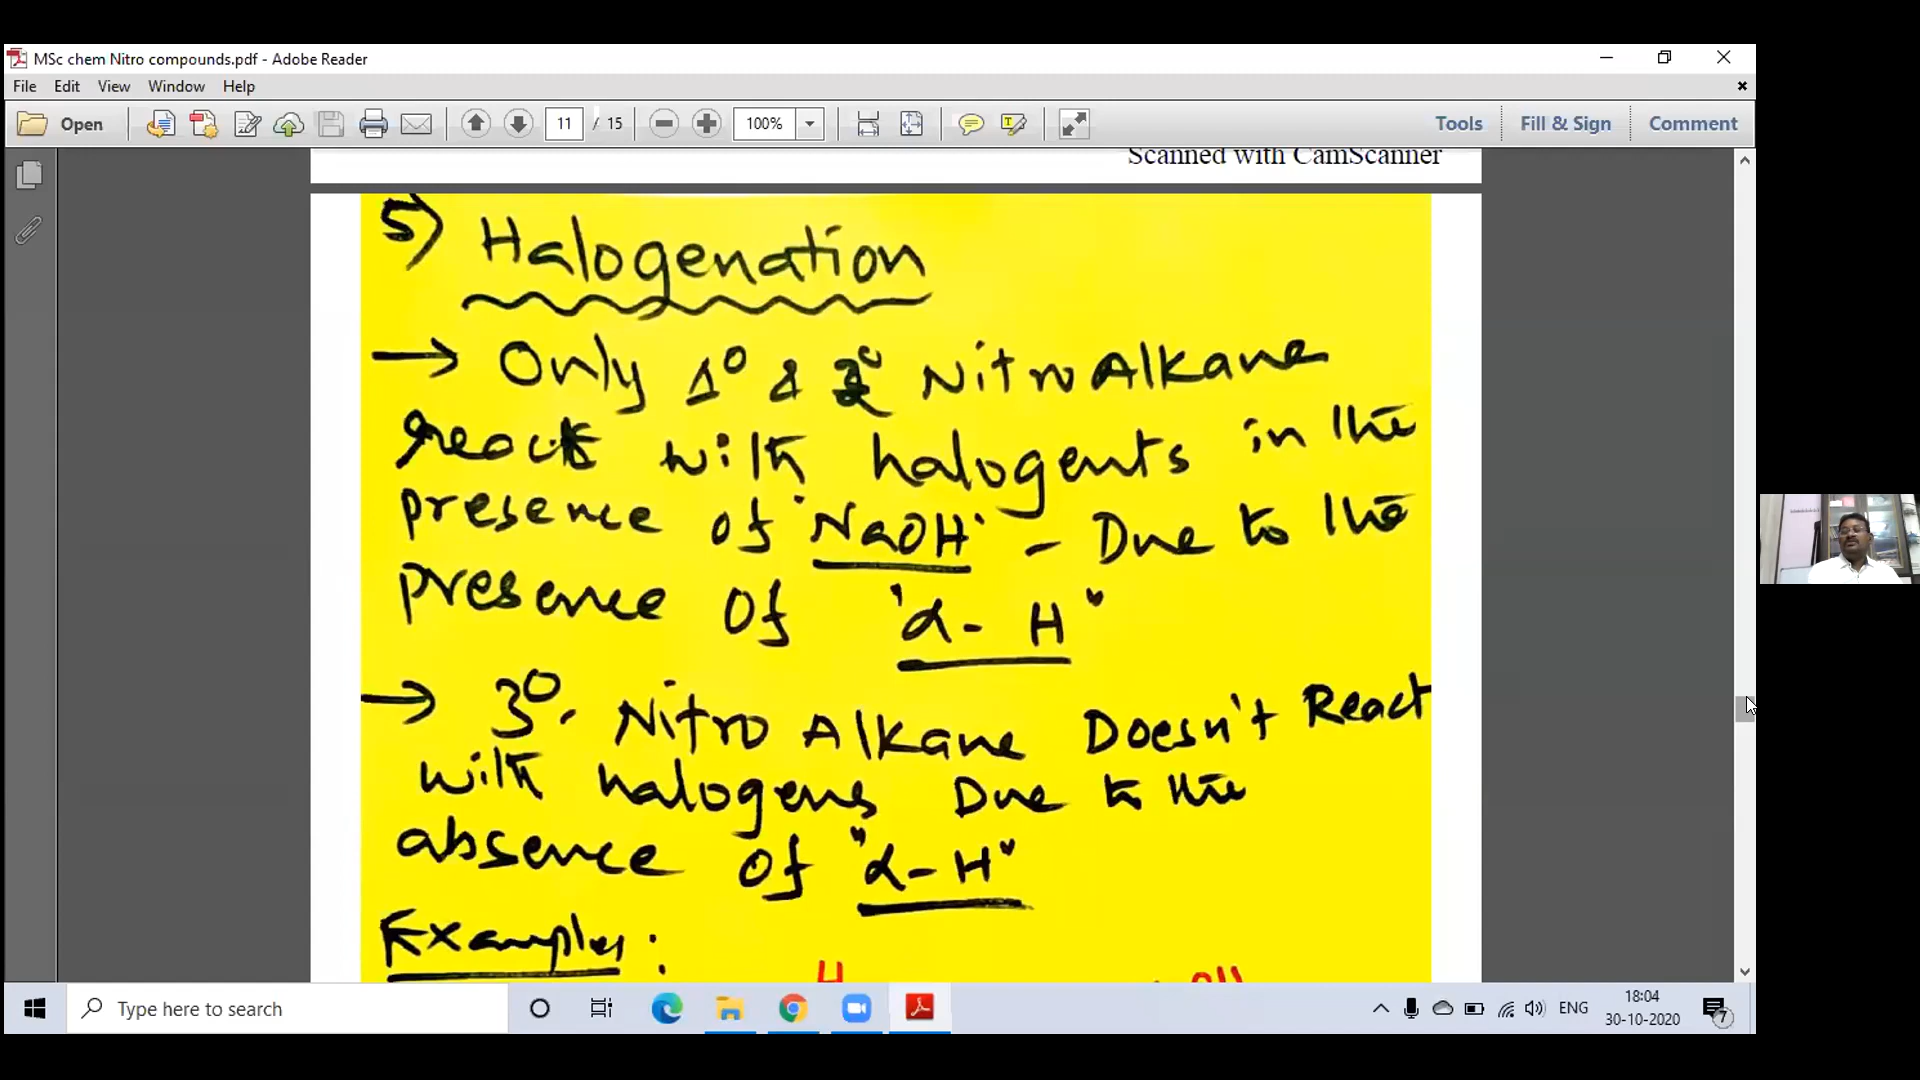 MSc chem Nitro compounds.pdf - Adobe Reader
File Edit View Window Help
Open 11 / 15 100% Tools Fill & Sign Comment
Scanned with CamScanner
5) Halogenation
→ Only 1° & 2° Nitro Alkane
react with halogents in the
presence of "NaOH" - Due to the
presence of "α - H"
→ 3°. Nitro Alkane Doesn't React
with halogens Due to the
absence of "α - H"
Examples:
H
Type here to search
ENG
18:04
30-10-2020
7